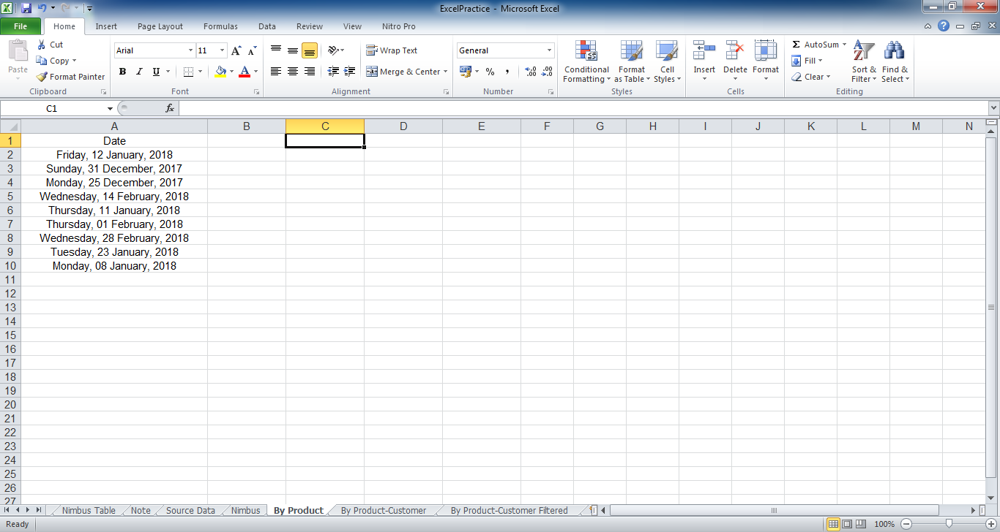 ExcelPractice - Microsoft Excel
File Home Insert Page Layout Formulas Data Review View Nitro Pro
Paste
Cut
Copy
Format Painter
Clipboard
Arial 11
B I U A
Font
Wrap Text
Merge & Center
Alignment
General
% ,
Number
Conditional Formatting
Format as Table
Cell Styles
Styles
Insert Delete Format
Cells
Σ AutoSum
Fill
Clear
Sort & Filter
Find & Select
Editing
C1 fx
A B C D E F G H I J K L M N
1 Date
2 Friday, 12 January, 2018
3 Sunday, 31 December, 2017
4 Monday, 25 December, 2017
5 Wednesday, 14 February, 2018
6 Thursday, 11 January, 2018
7 Thursday, 01 February, 2018
8 Wednesday, 28 February, 2018
9 Tuesday, 23 January, 2018
10 Monday, 08 January, 2018
11
12
13
14
15
16
17
18
19
20
21
22
23
24
25
26
27
Nimbus Table Note Source Data Nimbus By Product By Product-Customer By Product-Customer Filtered
Ready 100%